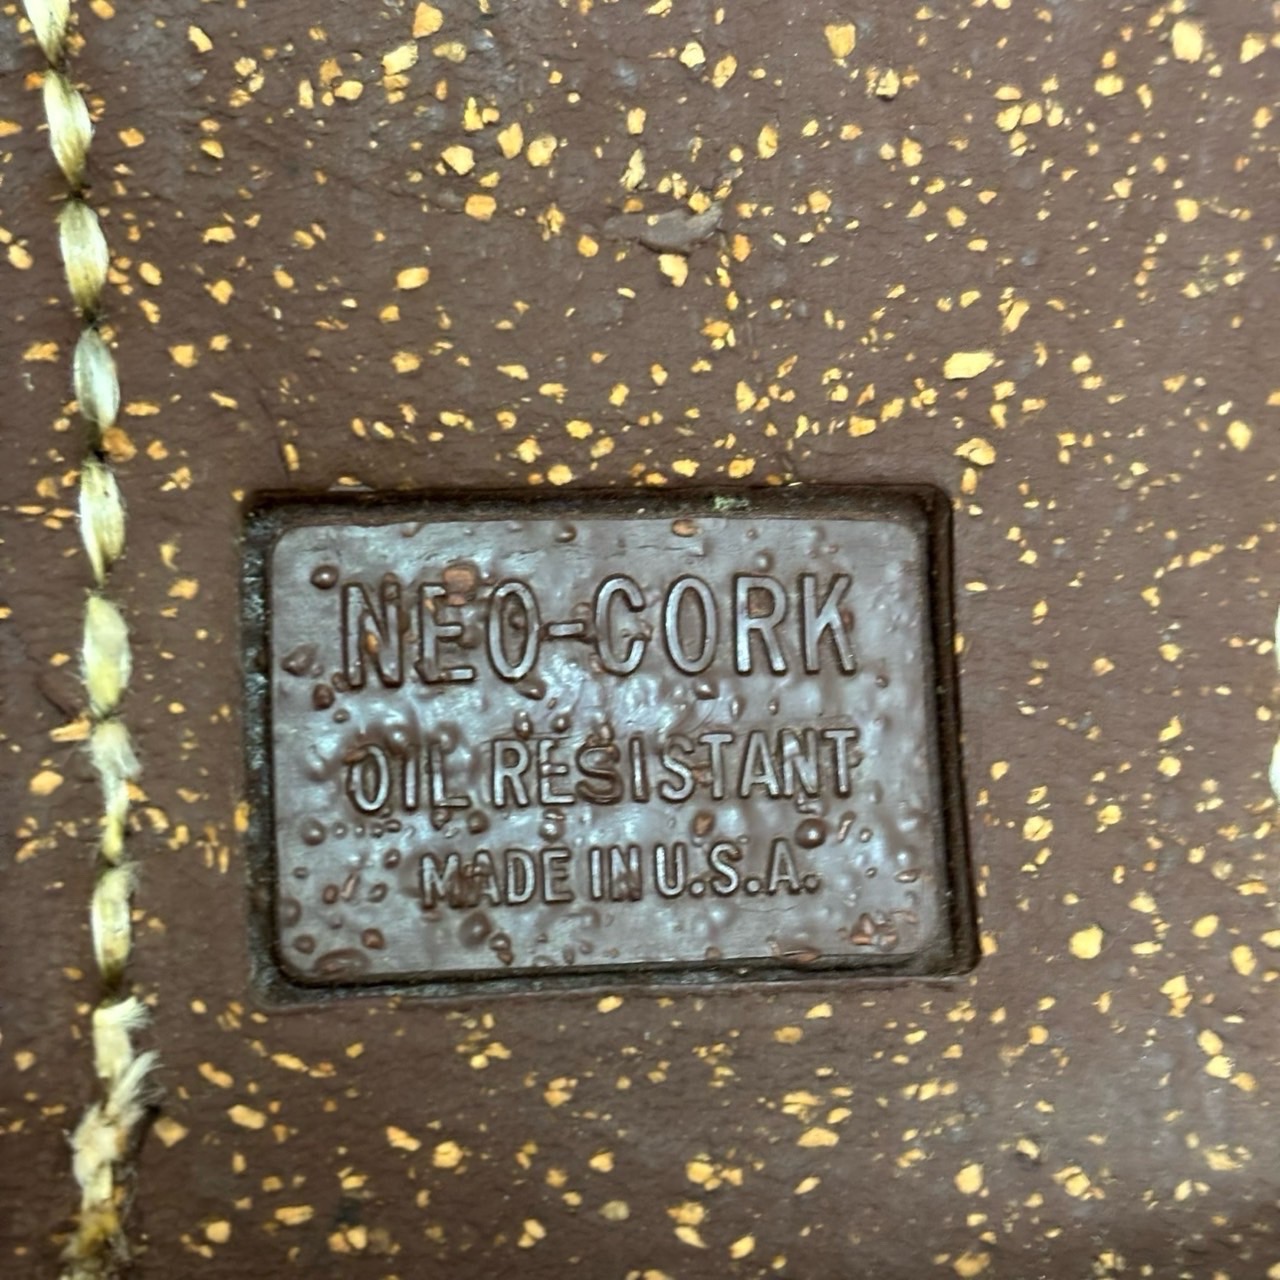 NEO-CORK
OIL RESISTANT
MADE IN U.S.A.